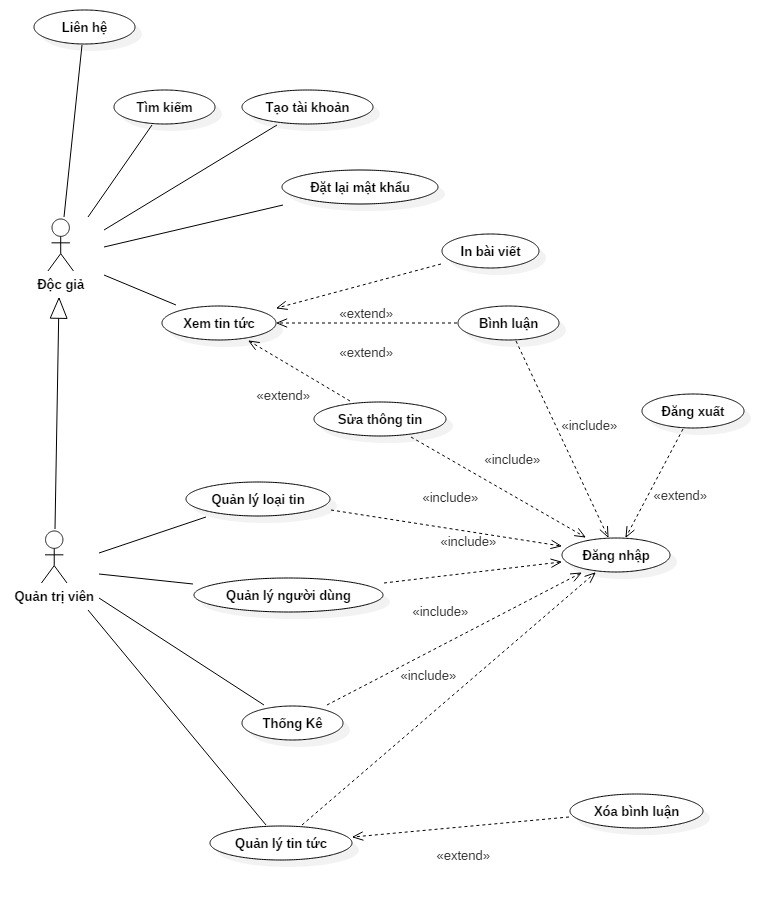 Liên hệ
Tìm kiếm
Tạo tài khoản
Đặt lại mật khẩu
In bài viết
Độc giả
«extend»
Xem tin tức
Bình luận
«extend»
«extend»
Sửa thông tin
Đăng xuất
«include»
«include»
Quản lý loại tin
«include»
«extend»
«include»
Đăng nhập
Quản trị viên
Quản lý người dùng
«include»
«include»
Thống Kê
Xóa bình luận
Quản lý tin tức
«extend»